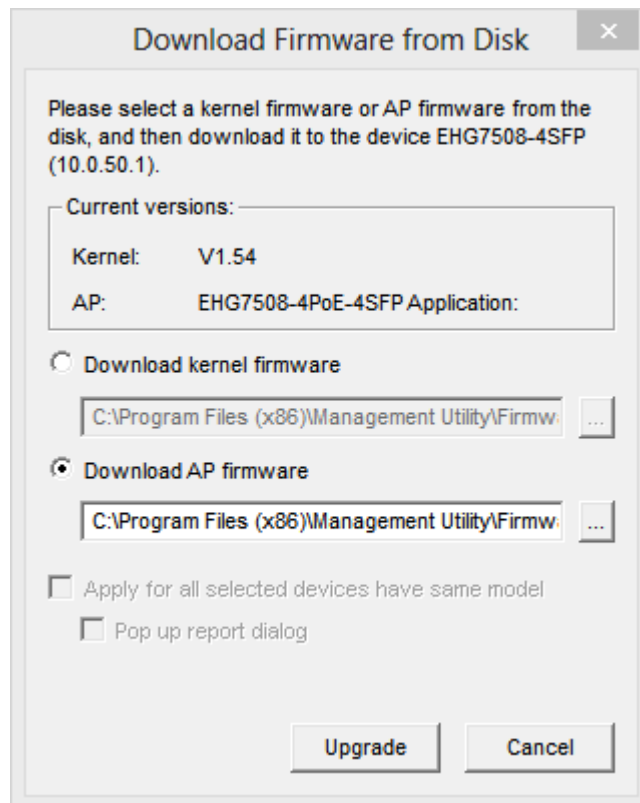 Download Firmware from Disk
Please select a kernel firmware or AP firmware from the
disk, and then download it to the device EHG7508-4SFP
(10.0.50.1).
Current versions:
Kernel: V1.54
AP: EHG7508-4PoE-4SFP Application:
Download kernel firmware
C:\Program Files (x86)\Management Utility\Firmw
...
Download AP firmware
C:\Program Files (x86)\Management Utility\Firmw
...
Apply for all selected devices have same model
Pop up report dialog
Upgrade Cancel